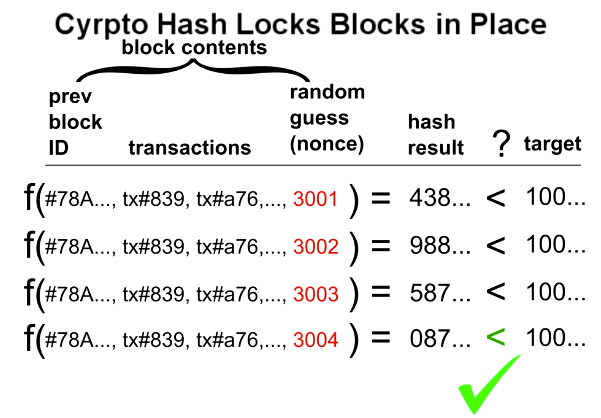 Cyrpto Hash Locks Blocks in Place
block contents
prev block ID
transactions
random guess (nonce)
hash result
?
target
f(#78A..., tx#839, tx#a76,..., 3001 ) = 438... < 100...
f(#78A..., tx#839, tx#a76,..., 3002 ) = 988... < 100...
f(#78A..., tx#839, tx#a76,..., 3003 ) = 587... < 100...
f(#78A..., tx#839, tx#a76,..., 3004 ) = 087... < 100...